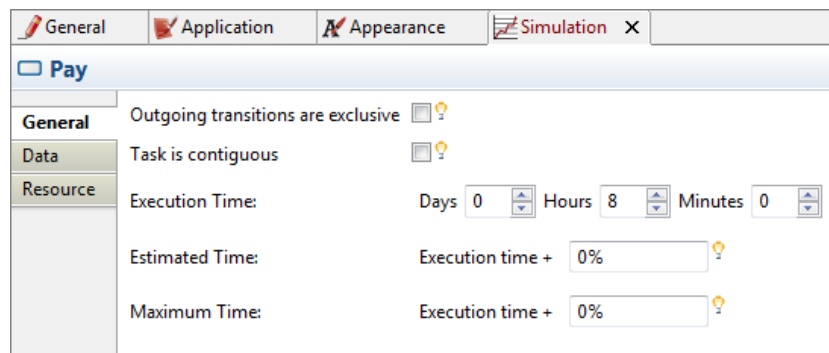 General Application Appearance Simulation X
Pay
General
Data
Resource
Outgoing transitions are exclusive
Task is contiguous
Execution Time: Days 0 Hours 8 Minutes 0
Estimated Time: Execution time + 0%
Maximum Time: Execution time + 0%